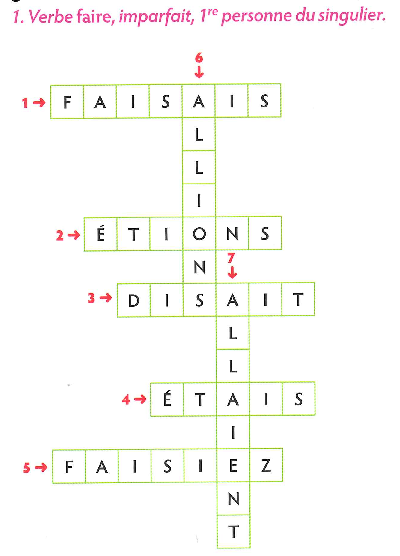 1. Verbe faire, imparfait, 1re personne du singulier.
6
1 → F A I S A I S
L
L
I
2 → É T I O N S
N 7
3 → D I S A I T
L
L
4 → É T A I S
I
5 → F A I S I E Z
N
T